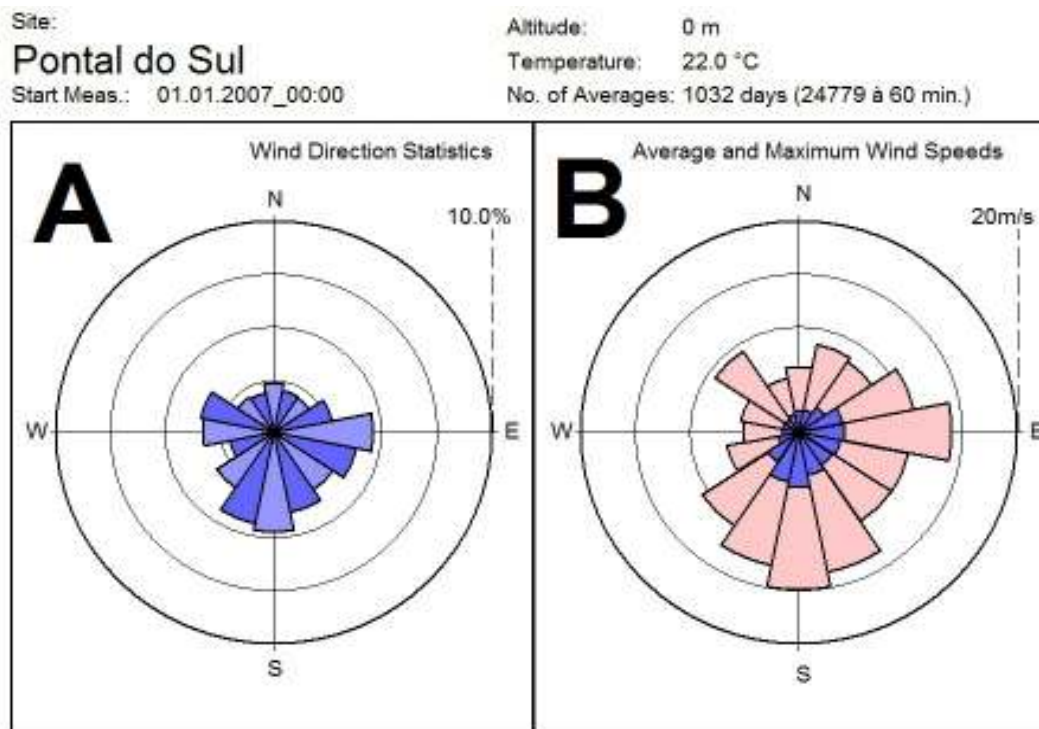 Site:
Pontal do Sul
Start Meas.: 01.01.2007_00:00
Altitude: 0 m
Temperature: 22.0 °C
No. of Averages: 1032 days (24779 à 60 min.)
A
Wind Direction Statistics
N
10.0%
W
E
S
B
Average and Maximum Wind Speeds
N
20m/s
W
E
S